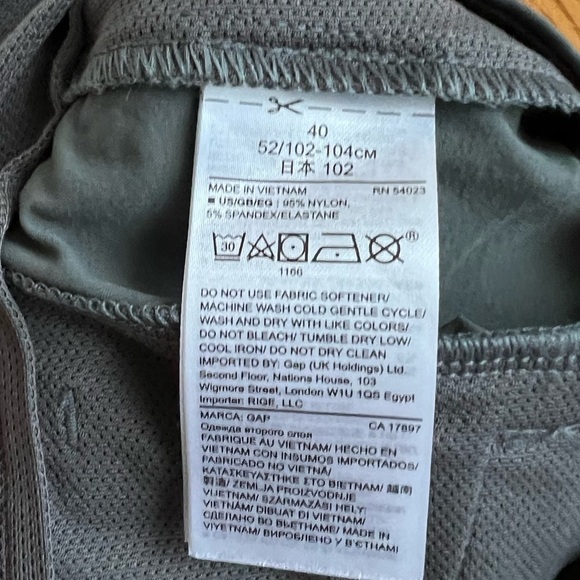 40
52/102-104CM
日本 102
MADE IN VIETNAM RN 54023
■ US/GB/EG | 95% NYLON,
5% SPANDEX/ELASTANE
30 ®
1166
DO NOT USE FABRIC SOFTENER/
MACHINE WASH COLD GENTLE CYCLE/
WASH AND DRY WITH LIKE COLORS/
DO NOT BLEACH/ TUMBLE DRY LOW/
COOL IRON/ DO NOT DRY CLEAN
IMPORTED BY: Gap (UK Holdings) Ltd.
Second Floor, Nations House, 103
Wigmore Street, London W1U 1QS Egypt
Importer: RIGE, LLC
MARCA: GAP CA 17897
Одежда второго слоя
FABRIQUÉ AU VIETNAM/ HECHO EN
VIETNAM CON INSUMOS IMPORTADOS/
FABRICADO NO VIETNÃ/
ΚΑΤΑΣΚΕΥΑΣΤΗΚΕ ΣΤΟ ΒΙΕΤΝΑΜ/ 越南
製造/ ZEMLJA PROIZVODNJE
VIJETNAM/ SZÁRMAZÁSI HELY:
VIETNÁM/ DIBUAT DI VIETNAM/
СДЕЛАНО ВО ВЬЕТНАМЕ/ MADE IN
VIYETNAM/ ВИРОБЛЕНО У В'ЄТНАМІ